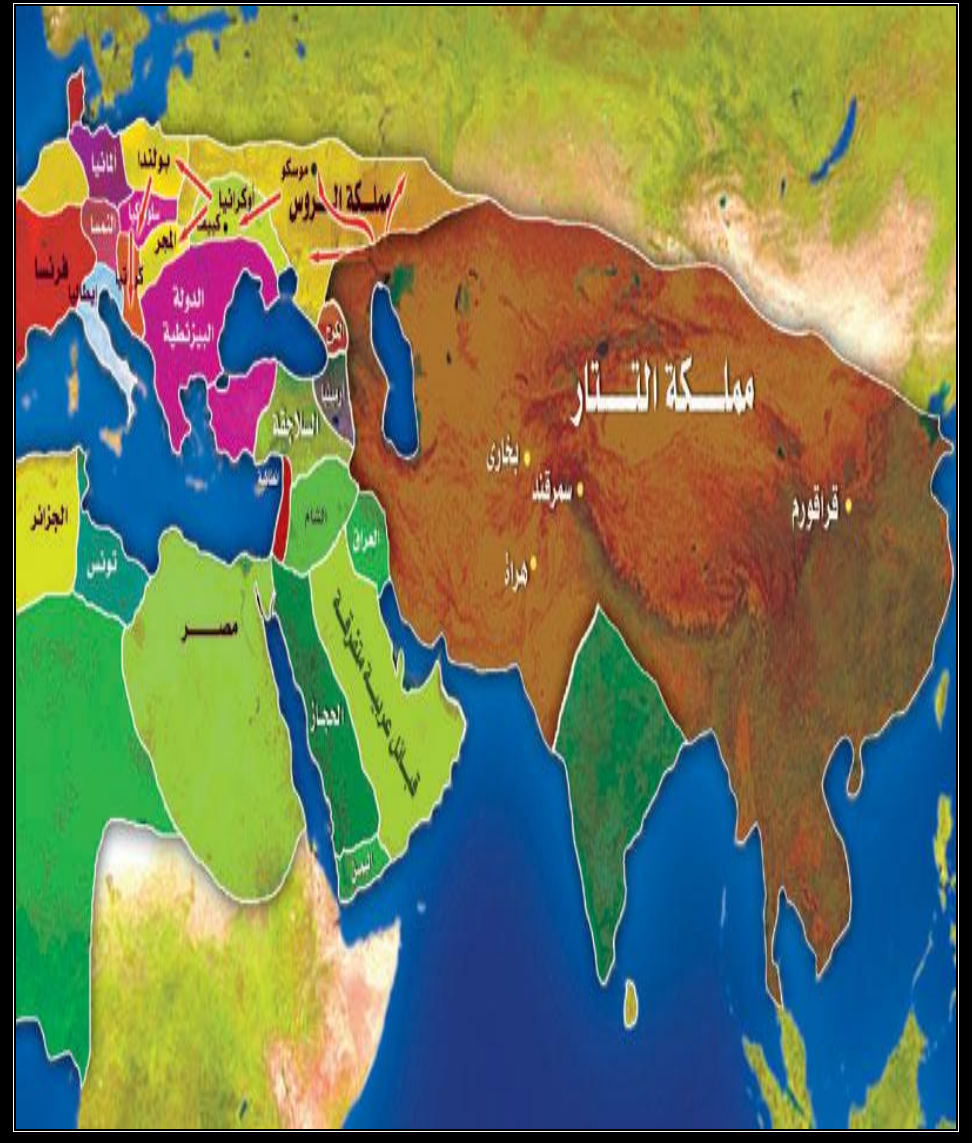 ألمانيا
بولندا
موسكو
أوكرانيا
مملكة الروس
كييف
النمسا
المجر
فرنسا
إيطاليا
الدولة
البيزنطية
الكرج
أرمينيا
السلاجقة
مملكة التتار
بخارى
سمرقند
قراقورم
هراة
أنطاكية
الشام
العراق
الجزائر
تونس
مصر
الحجاز
قبائل عربية متفرقة
اليمن